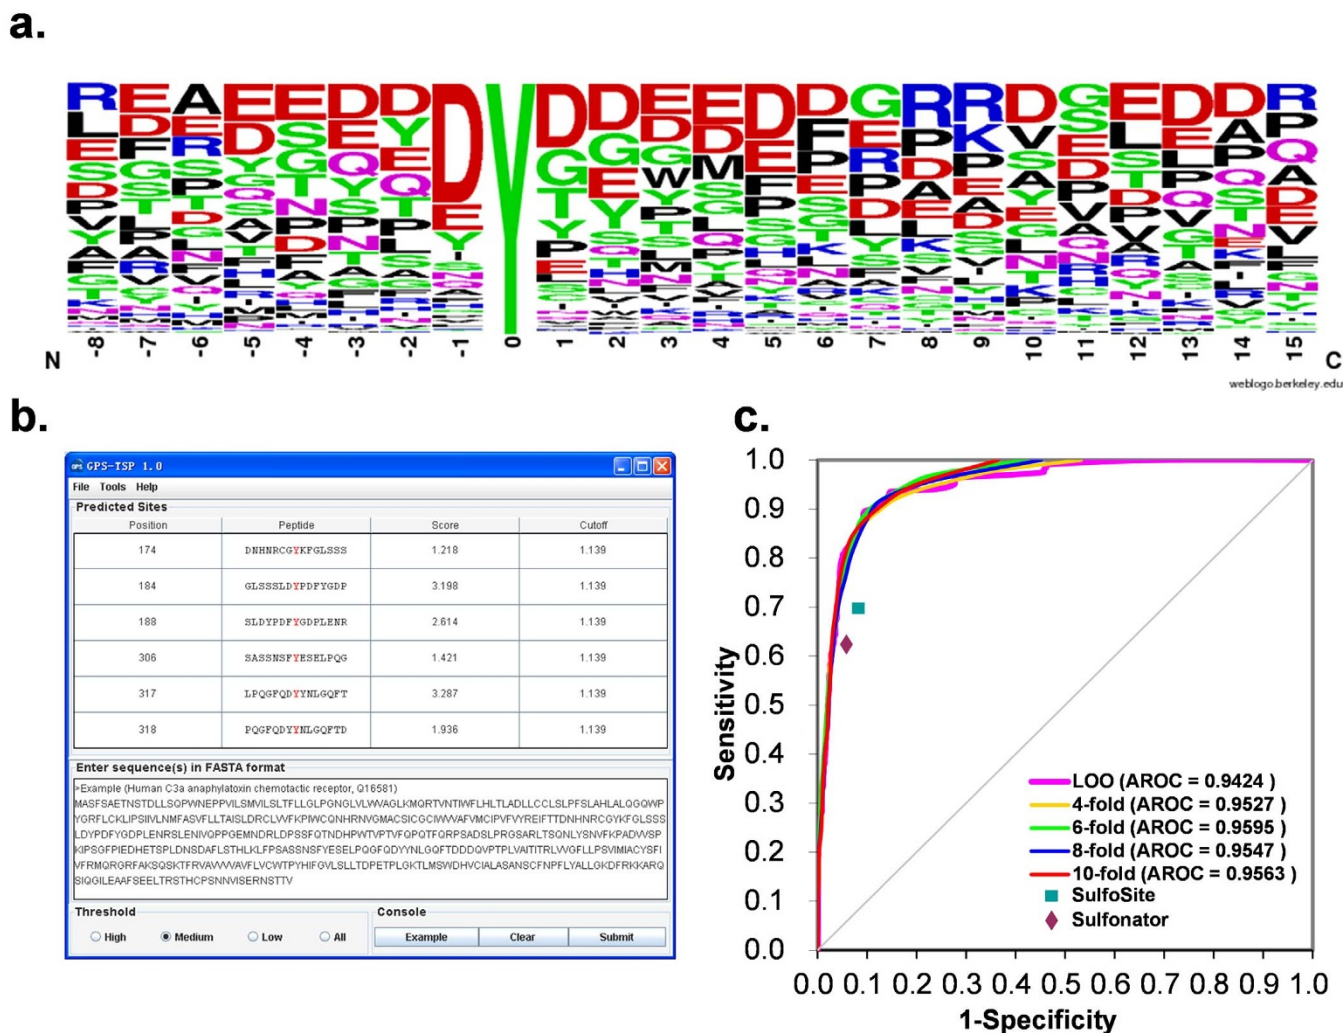 a.
N
-8 -7 -6 -5 -4 -3 -2 -1 0 1 2 3 4 5 6 7 8 9 10 11 12 13 14 15
C
weblogo.berkeley.edu
b.
GPS-TSP 1.0
File Tools Help
Predicted Sites
Position Peptide Score Cutoff
174 DNHNRCGYKFGLSSS 1.218 1.139
184 GLSSSLDYPDFYGDP 3.198 1.139
188 SLDYPDFYGDPLENR 2.614 1.139
306 SASSNSFYESELPQG 1.421 1.139
317 LPQGFQDYYNLGQFT 3.287 1.139
318 PQGFQDYYNLGQFTD 1.936 1.139
Enter sequence(s) in FASTA format
>Example (Human C3a anaphylatoxin chemotactic receptor, Q16581)
MASFSAETNSTDLLSQPWNEPPVILSMVILSLTFLLGLPGNGLVLWVAGLKMQRTVNTIWFLHLTLADLLCCLSLPFSLAHLALQGQWP
YGRFLCKLIPSIIVLNMFASVFLLTAISLDRCLVVFKPIWCQNHRNVGMACSICGCIWVVAFVMCIPVFVYREIFTTDNHNRCGYKFGLSSS
LDYPDFYGDPLENRSLENIVQPPGEMNDRLDPSSFQTNDHPWTVPTVFQPQTFQRPSADSLPRGSARLTSQNLYSNVFKPADVVSP
KIPSGFPIEDHETSPLDNSDAFLSTHLKLFPSASSNSFYESELPQGFQDYYNLGQFTDDDQVPTPLVAITITRLVVGFLLPSVIMIACYSFI
VFRMQRGRFAKSQSKTFRVAVVVVAVFLVCWTPYHIFGVLSLLTDPETPLGKTLMSWDHVCIALASANSCFNPFLYALLGKDFRKKARQ
SIQGILEAAFSEELTRSTHCPSNNVISERNSTTV
Threshold
High Medium Low All
Console
Example Clear Submit
c.
Sensitivity
1.0
0.9
0.8
0.7
0.6
0.5
0.4
0.3
0.2
0.1
0.0
LOO (AROC = 0.9424 )
4-fold (AROC = 0.9527 )
6-fold (AROC = 0.9595 )
8-fold (AROC = 0.9547 )
10-fold (AROC = 0.9563 )
SulfoSite
Sulfonator
0.0 0.1 0.2 0.3 0.4 0.5 0.6 0.7 0.8 0.9 1.0
1-Specificity